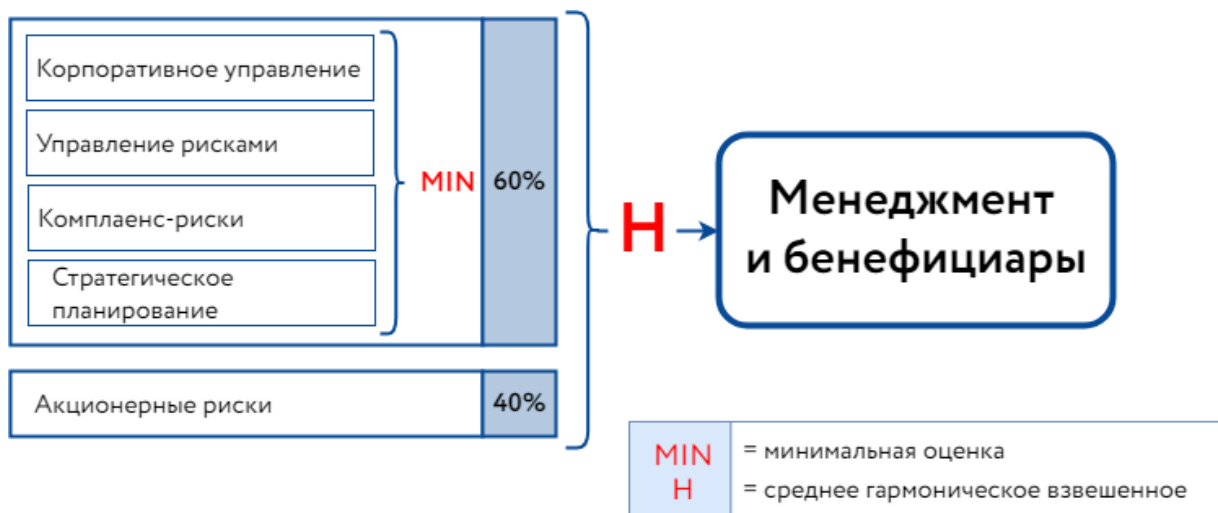 Корпоративное управление
Управление рисками
Комплаенс-риски
Стратегическое
планирование
MIN
60%
Акционерные риски
40%
H
Менеджмент
и бенефициары
MIN = минимальная оценка
H = среднее гармоническое взвешенное